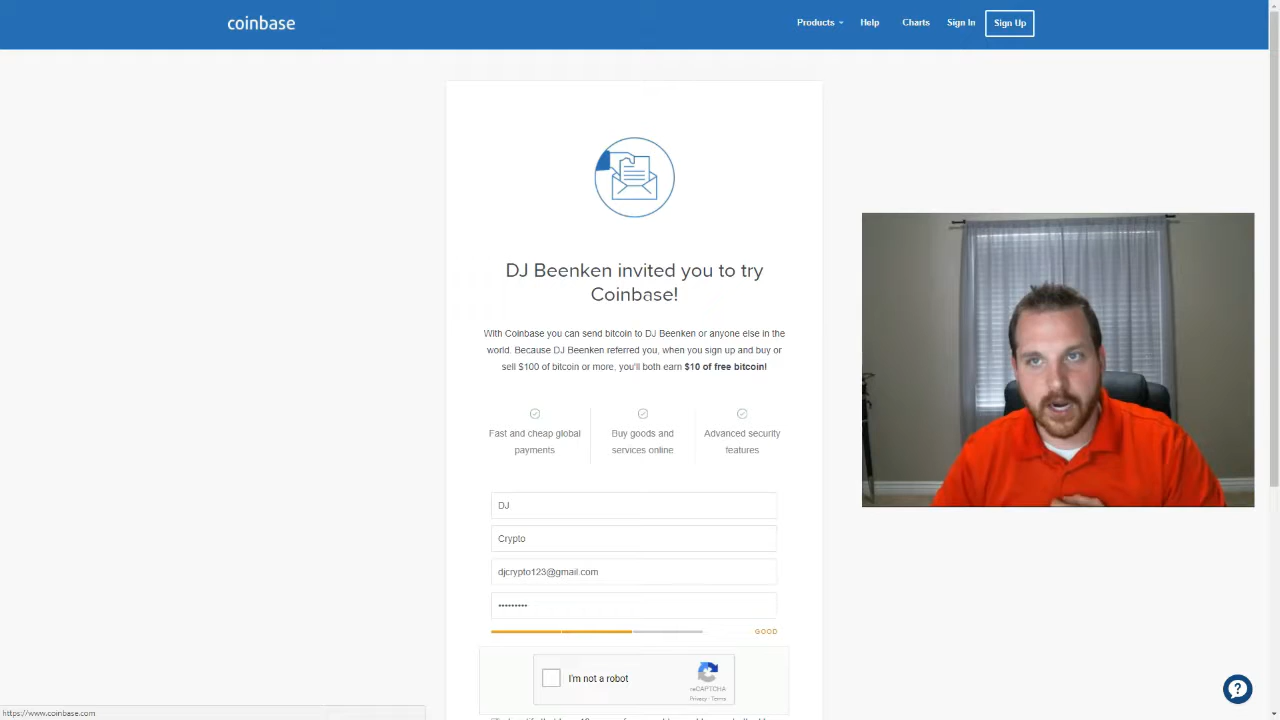 coinbase
Products
Help
Charts
Sign In
Sign Up
DJ Beenken invited you to try
Coinbase!
With Coinbase you can send bitcoin to DJ Beenken or anyone else in the
world. Because DJ Beenken referred you, when you sign up and buy or
sell $100 of bitcoin or more, you'll both earn $10 of free bitcoin!
Fast and cheap global
payments
Buy goods and
services online
Advanced security
features
DJ
Crypto
djcrypto123@gmail.com
•••••••••
GOOD
I'm not a robot
reCAPTCHA
Privacy - Terms
https://www.coinbase.com